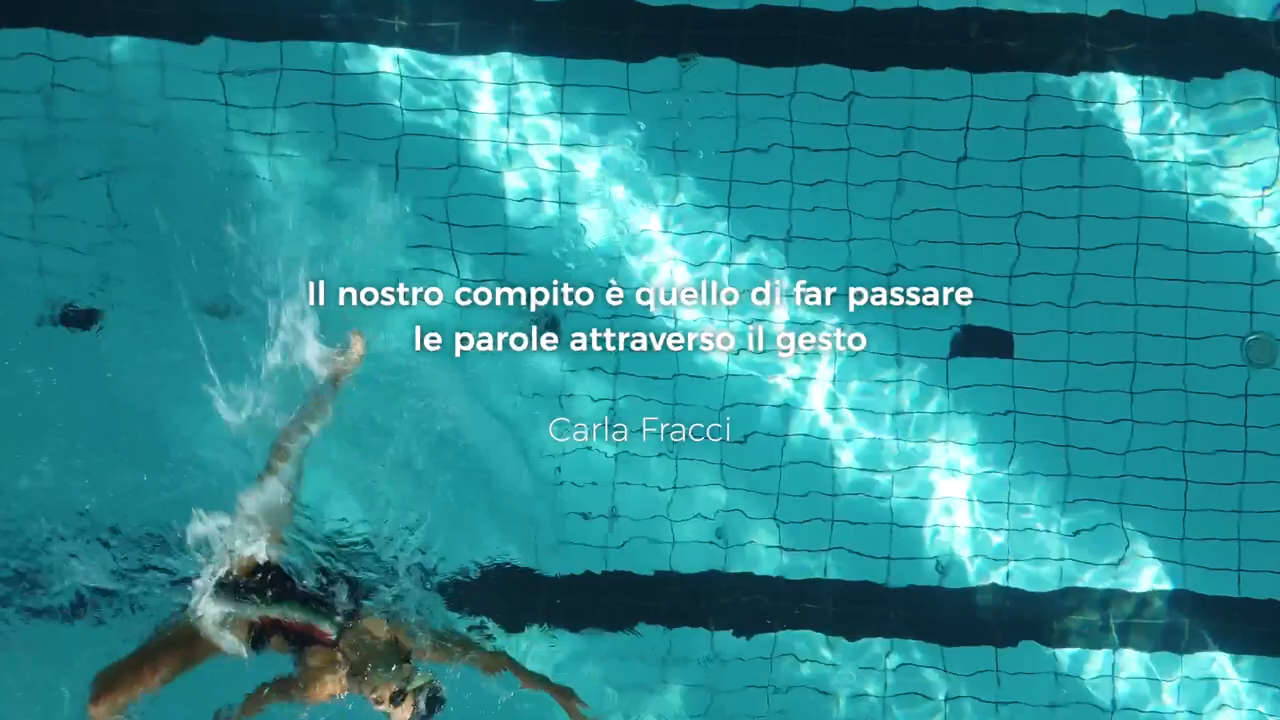 Il nostro compito è quello di far passare
le parole attraverso il gesto
Carla Fracci